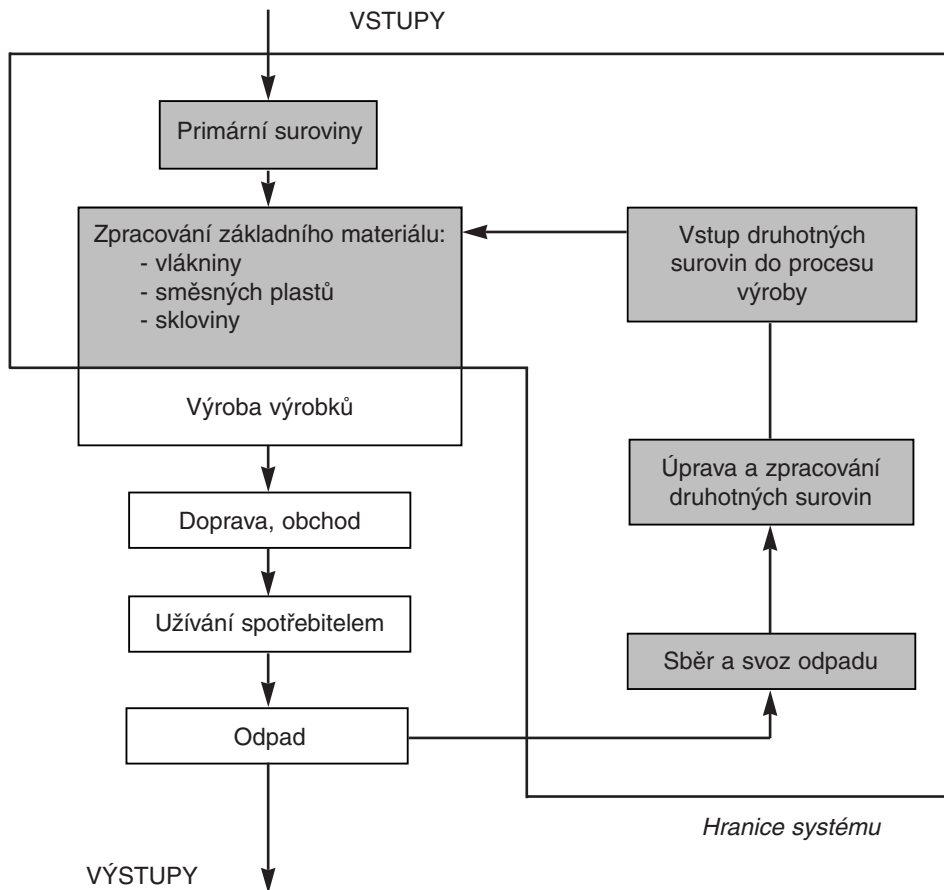 VSTUPY
Primární suroviny
Zpracování základního materiálu:
- vlákniny
- směsných plastů
- skloviny
Výroba výrobků
Doprava, obchod
Užívání spotřebitelem
Odpad
VÝSTUPY
Vstup druhotných
surovin do procesu
výroby
Úprava a zpracování
druhotných surovin
Sběr a svoz odpadu
Hranice systému